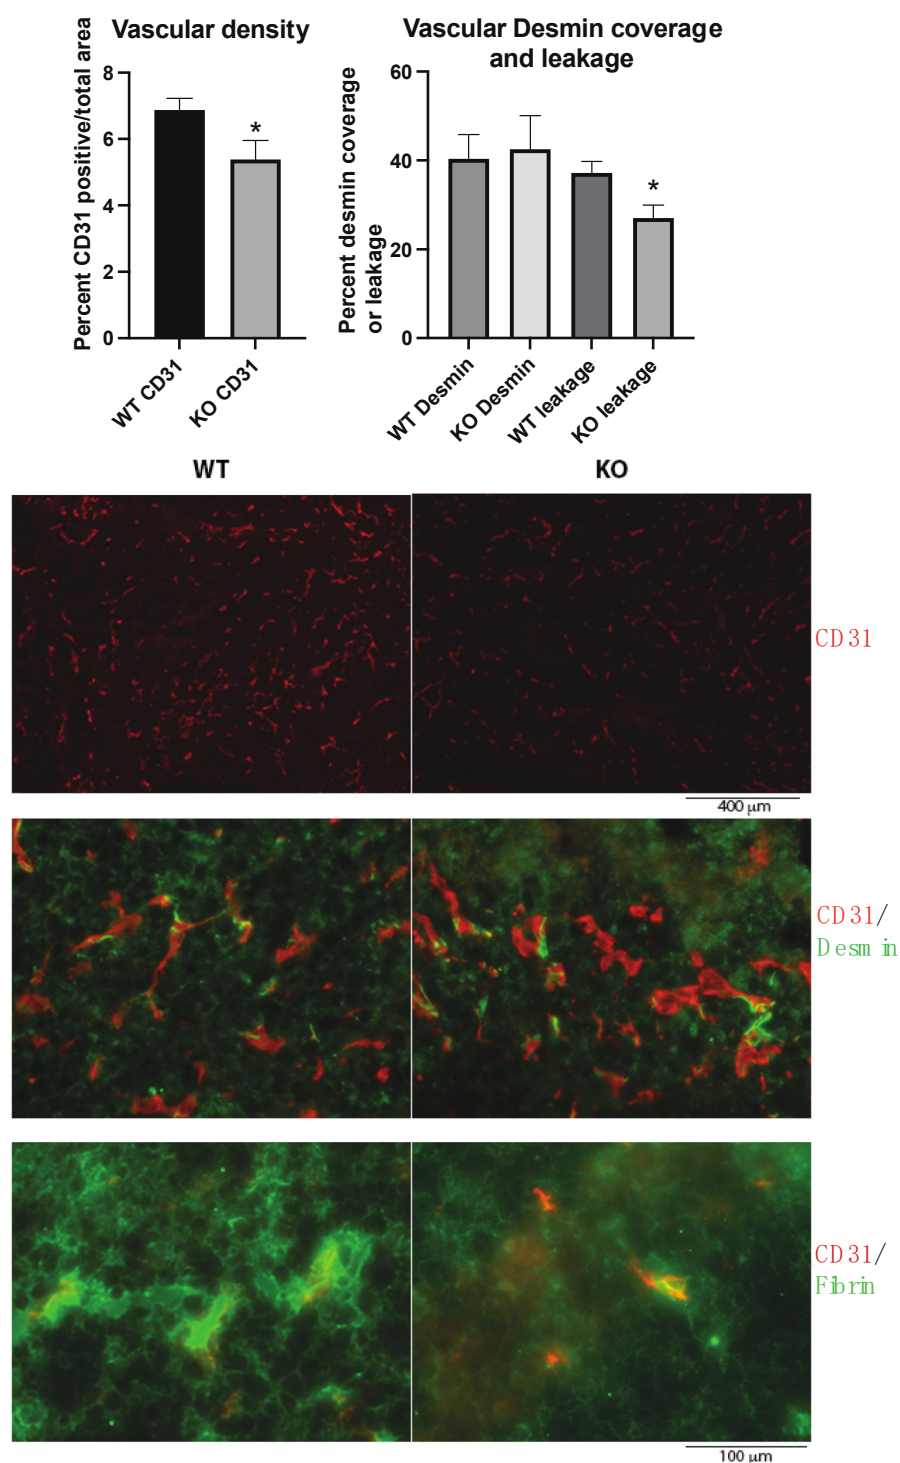 Vascular density
Percent CD31 positive/total area
8
6
4
2
0
*
WT CD31
KO CD31
Vascular Desmin coverage
and leakage
Percent desmin coverage
or leakage
60
40
20
0
*
WT Desmin
KO Desmin
WT leakage
KO leakage
WT
KO
CD31
400 μm
CD31/
Desmin
CD31/
Fibrin
100 μm